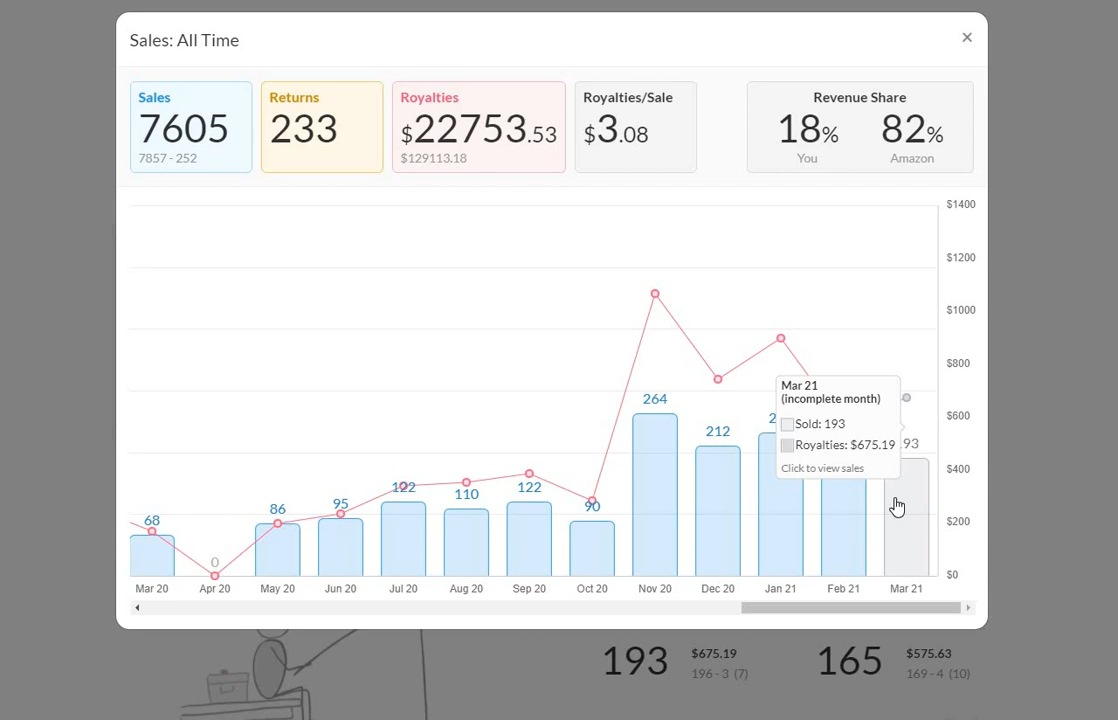 Sales: All Time
×
Sales
7605
7857 - 252
Returns
233
Royalties
$22753.53
$129113.18
Royalties/Sale
$3.08
Revenue Share
18%
You
82%
Amazon
$1400
$1200
$1000
$800
$600
$400
$200
$0
68
0
86
95
122
110
122
90
264
212
2
93
Mar 21
(incomplete month)
Sold: 193
Royalties: $675.19
Click to view sales
Mar 20
Apr 20
May 20
Jun 20
Jul 20
Aug 20
Sep 20
Oct 20
Nov 20
Dec 20
Jan 21
Feb 21
Mar 21
193
$675.19
196 - 3 (7)
165
$575.63
169 - 4 (10)